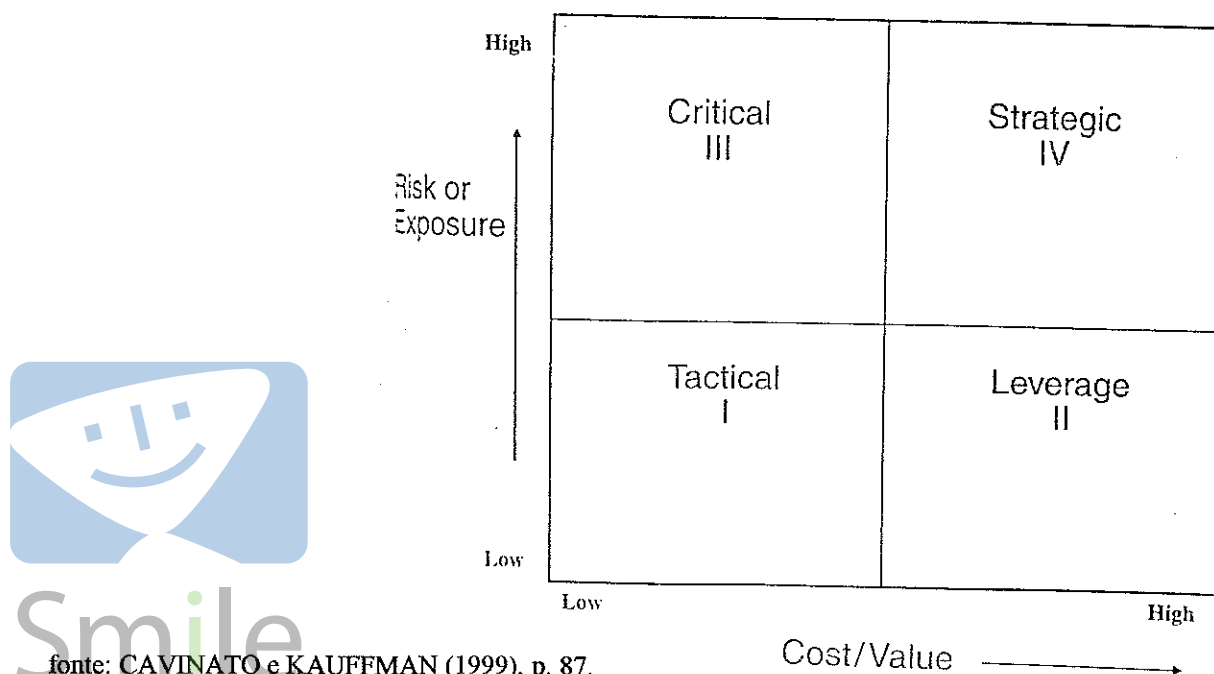 High
Critical
III
Strategic
IV
Risk or
Exposure
Tactical
I
Leverage
II
Low
Low
High
Cost/Value
Smile
fonte: CAVINATO e KAUFFMAN (1999), p. 87.